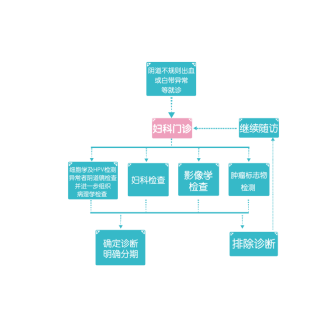 阴道不规则出血
或白带异常
等就诊
妇科门诊
继续随访
细胞学及HPV检测
异常者阴道镜检查
并进一步组织
病理学检查
妇科检查
影像学
检查
肿瘤标志物
检测
确定诊断
明确分期
排除诊断